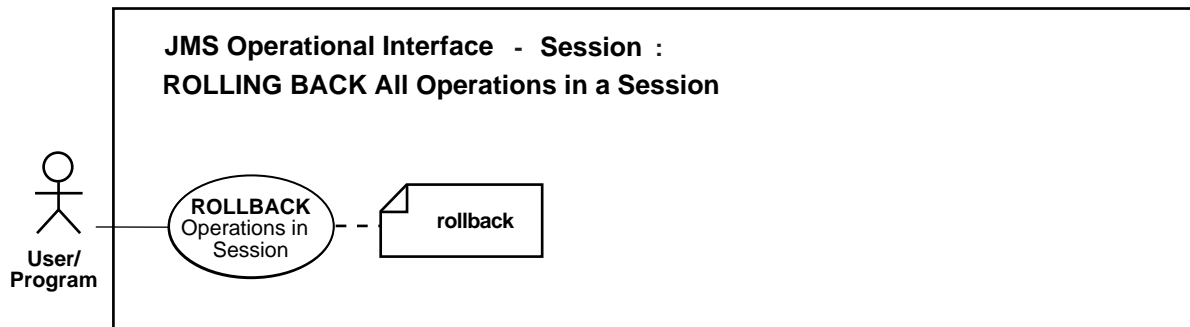 JMS Operational Interface - Session :
ROLLING BACK All Operations in a Session
ROLLBACK
Operations in
Session
rollback
User/
Program